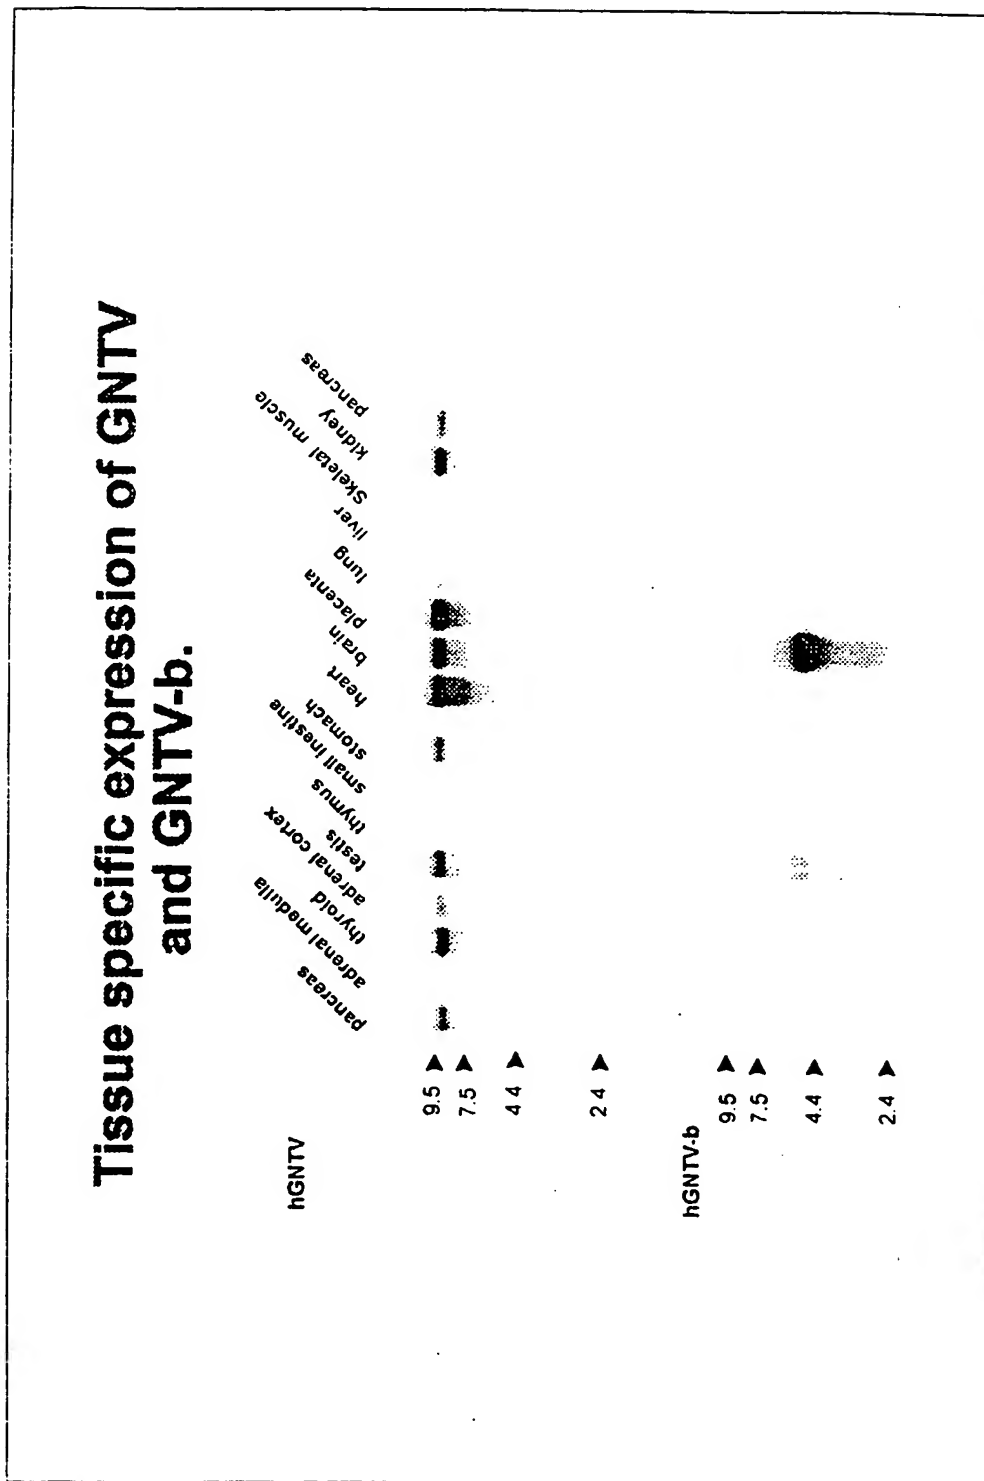 Tissue specific expression of GNTV
and GNTV-b.
pancreas
adrenal medulla
thyroid
adrenal cortex
testis
thymus
small inestine
stomach
heart
brain
placenta
lung
liver
Skeletal muscle
kidney
pancreas
hGNTV
9.5
7.5
4 4
2 4
hGNTV-b
9.5
7.5
4.4
2.4